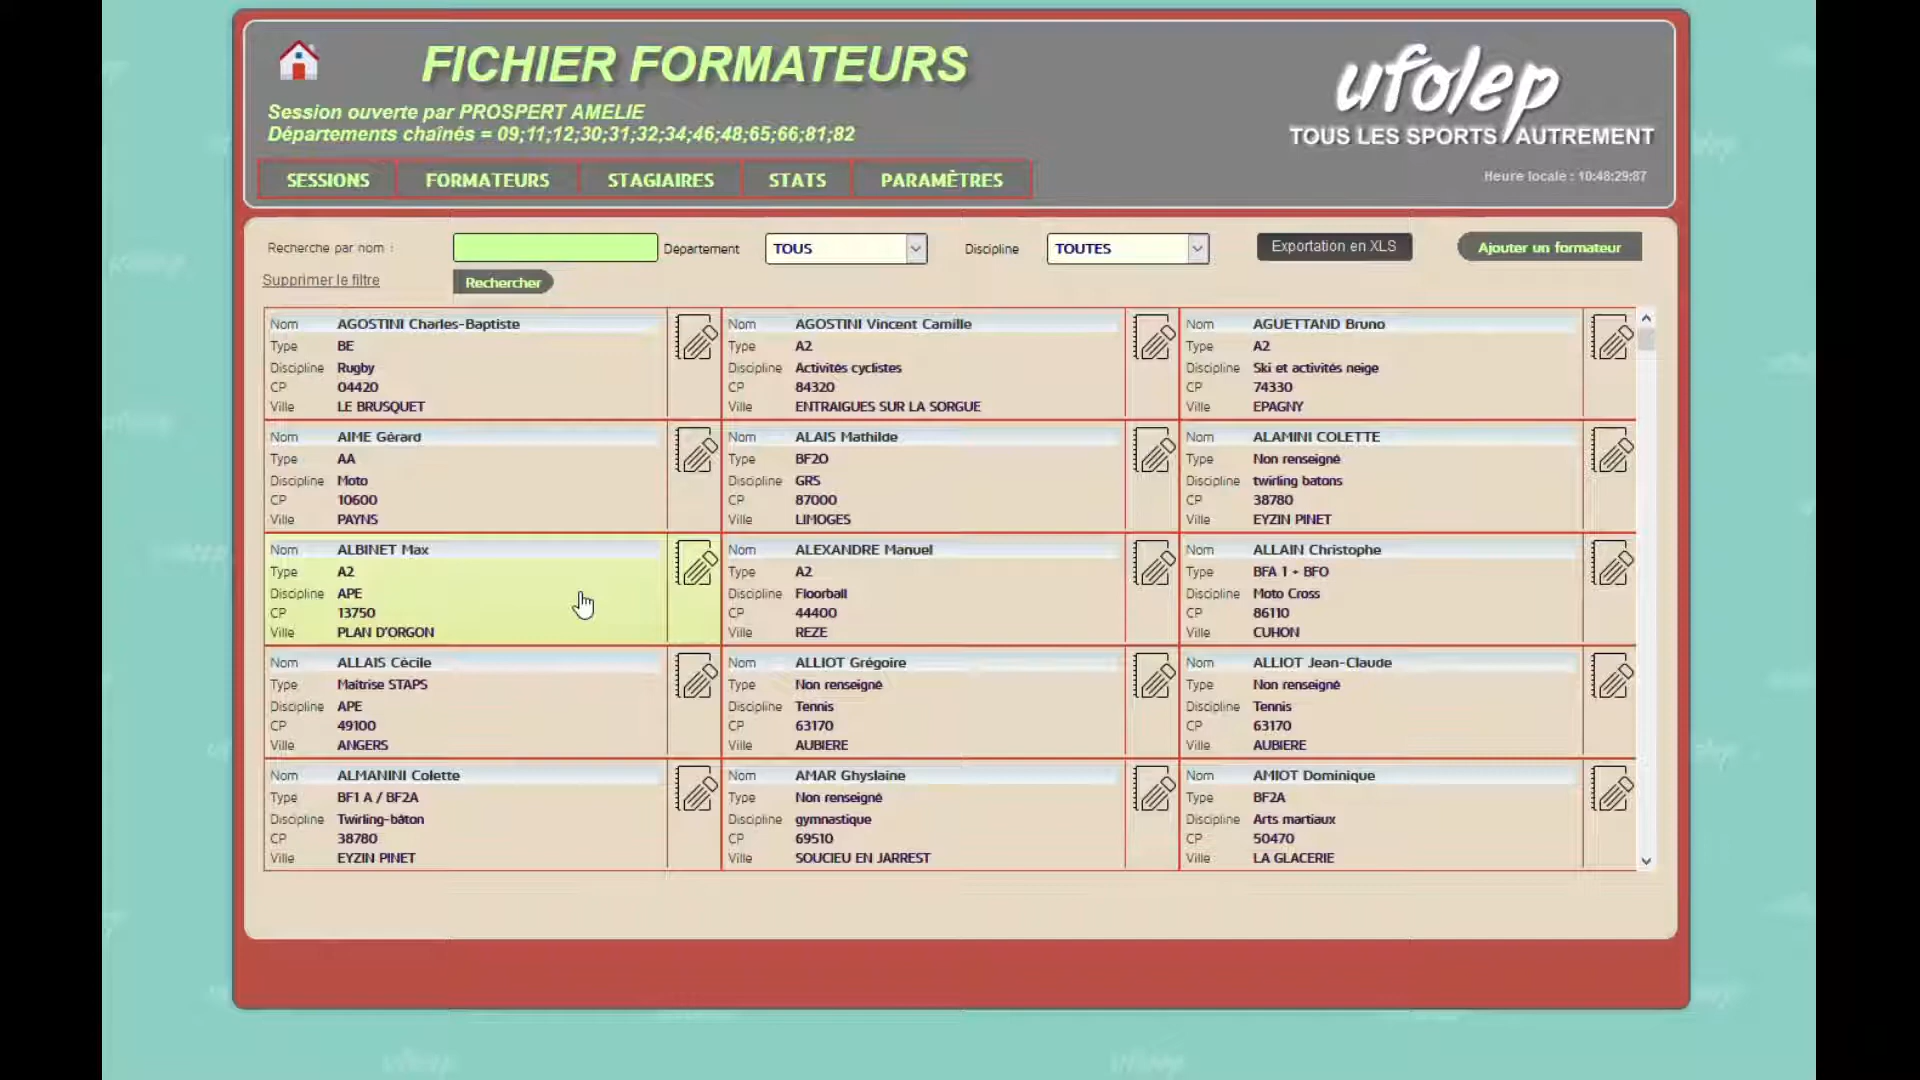 FICHIER FORMATEURS
Session ouverte par PROSPERT AMELIE
Départements chaînés = 09;11;12;30;31;32;34;46;48;65;66;81;82
ufolep
TOUS LES SPORTS AUTREMENT
SESSIONS FORMATEURS STAGIAIRES STATS PARAMÈTRES
Heure locale : 10:48:29:87
Recherche par nom : Département TOUS Discipline TOUTES Exportation en XLS Ajouter un formateur
Supprimer le filtre Rechercher
Nom AGOSTINI Charles-Baptiste Nom AGOSTINI Vincent Camille Nom AGUETTAND Bruno
Type BE Type A2 Type A2
Discipline Rugby Discipline Activités cyclistes Discipline Ski et activités neige
CP 04420 CP 84320 CP 74330
Ville LE BRUSQUET Ville ENTRAIGUES SUR LA SORGUE Ville EPAGNY
Nom AIME Gérard Nom ALAIS Mathilde Nom ALAMINI COLETTE
Type AA Type BF2O Type Non renseigné
Discipline Moto Discipline GRS Discipline twirling batons
CP 10600 CP 87000 CP 38780
Ville PAYNS Ville LIMOGES Ville EYZIN PINET
Nom ALBINET Max Nom ALEXANDRE Manuel Nom ALLAIN Christophe
Type A2 Type A2 Type BFA 1 + BFO
Discipline APE Discipline Floorball Discipline Moto Cross
CP 13750 CP 44400 CP 86110
Ville PLAN D'ORGON Ville REZE Ville CUHON
Nom ALLAIS Cécile Nom ALLIOT Grégoire Nom ALLIOT Jean-Claude
Type Maîtrise STAPS Type Non renseigné Type Non renseigné
Discipline APE Discipline Tennis Discipline Tennis
CP 49100 CP 63170 CP 63170
Ville ANGERS Ville AUBIERE Ville AUBIERE
Nom ALMANINI Colette Nom AMAR Ghyslaine Nom AMIOT Dominique
Type BF1 A / BF2A Type Non renseigné Type BF2A
Discipline Twirling-bâton Discipline gymnastique Discipline Arts martiaux
CP 38780 CP 69510 CP 50470
Ville EYZIN PINET Ville SOUCIEU EN JARREST Ville LA GLACERIE